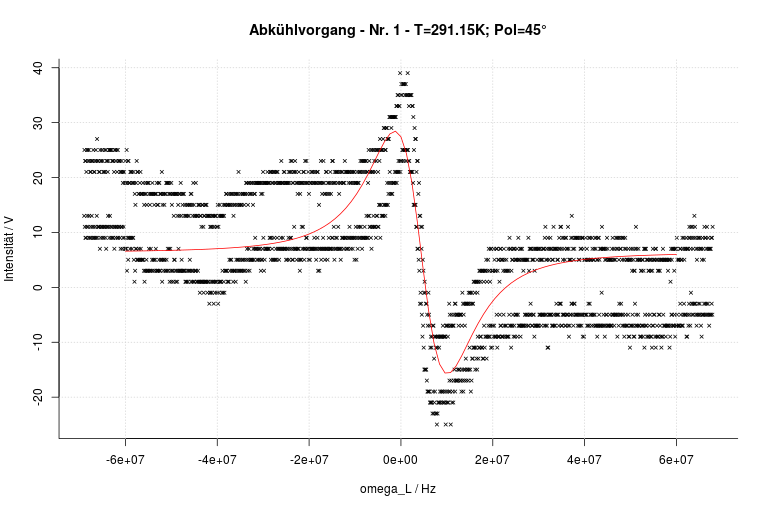 Abkühlvorgang - Nr. 1 - T=291.15K; Pol=45°
Intensität / V
40
30
20
10
0
-10
-20
-6e+07 -4e+07 -2e+07 0e+00 2e+07 4e+07 6e+07
omega_L / Hz